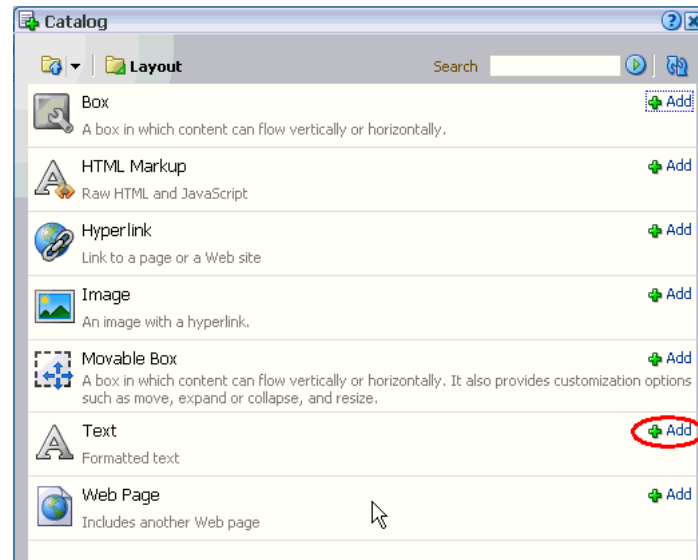 Catalog
Layout
Search
Box
Add
A box in which content can flow vertically or horizontally.
HTML Markup
Add
Raw HTML and JavaScript
Hyperlink
Add
Link to a page or a Web site
Image
Add
An image with a hyperlink.
Movable Box
Add
A box in which content can flow vertically or horizontally. It also provides customization options
such as move, expand or collapse, and resize.
Text
Add
Formatted text
Web Page
Add
Includes another Web page